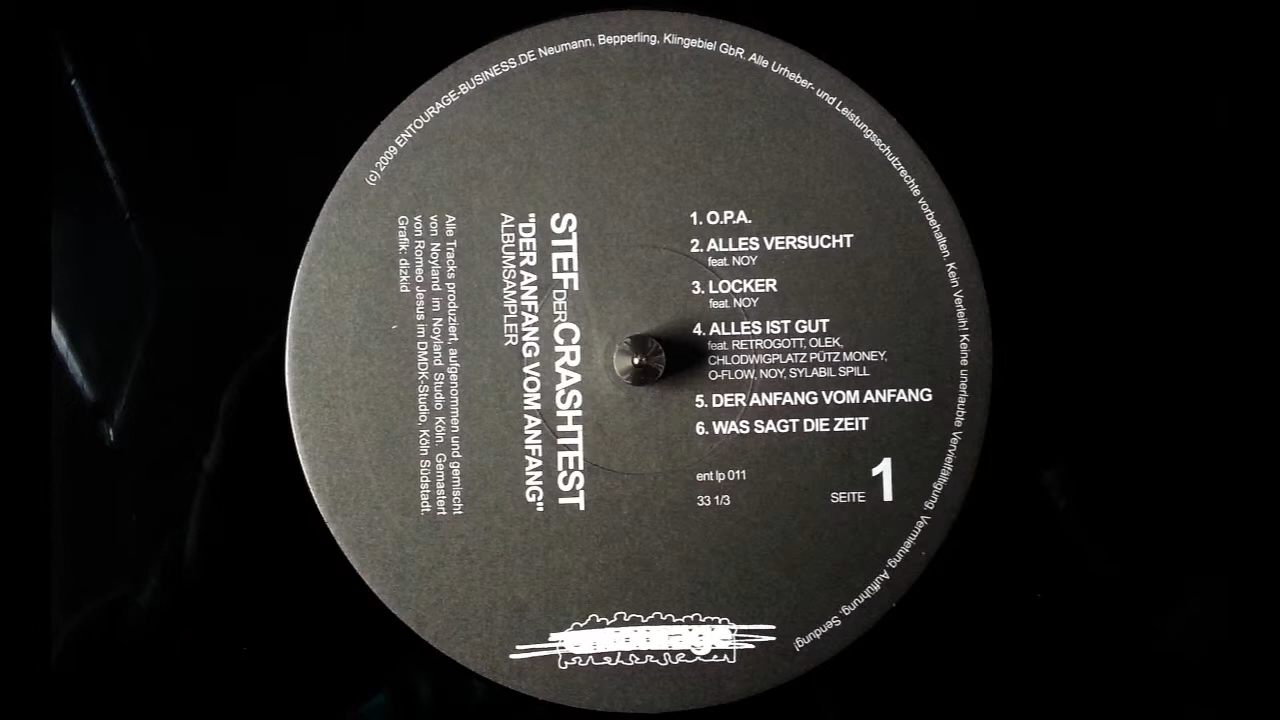 (c) 2009 ENTOURAGE-BUSINESS.DE Neumann, Bepperling, Klingebiel GbR. Alle Urheber- und Leistungsschutzrechte vorbehalten. Kein Verleih! Keine unerlaubte Vervielfältigung, Vermietung, Aufführung, Sendung!
STEF DER CRASHTEST
"DER ANFANG VOM ANFANG"
ALBUMSAMPLER
Alle Tracks produziert, aufgenommen und gemischt
von Noyland im Noyland Studio Köln. Gemastert
von Romeo Jesus im DMDK-Studio, Köln Südstadt.
Grafik: dizkid
1. O.P.A.
2. ALLES VERSUCHT
feat. NOY
3. LOCKER
feat. NOY
4. ALLES IST GUT
feat. RETROGOTT, OLEK,
CHLODWIGPLATZ PÜTZ MONEY,
O-FLOW, NOY, SYLABIL SPILL
5. DER ANFANG VOM ANFANG
6. WAS SAGT DIE ZEIT
ent lp 011
33 1/3
SEITE 1
entourage